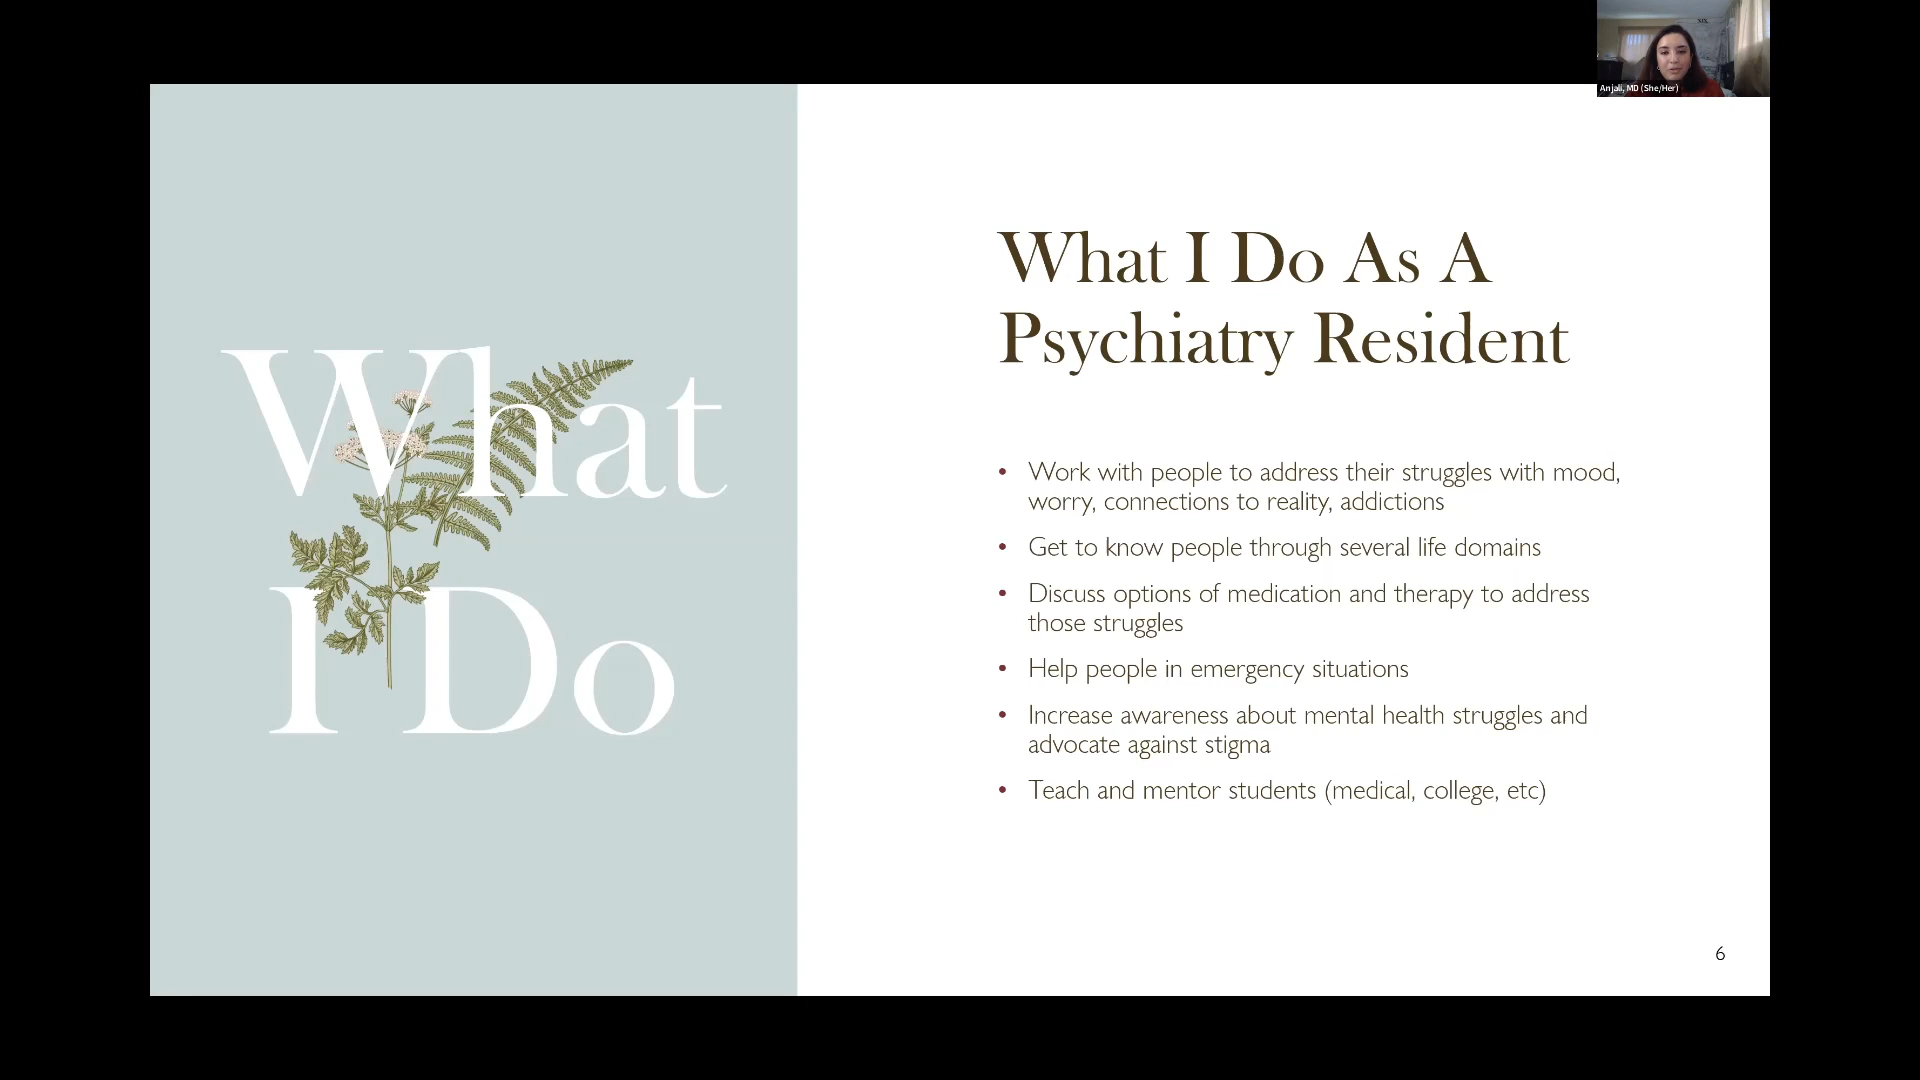 Anjali, MD (She/Her)
What
I Do
What I Do As A
Psychiatry Resident
• Work with people to address their struggles with mood,
worry, connections to reality, addictions
• Get to know people through several life domains
• Discuss options of medication and therapy to address
those struggles
• Help people in emergency situations
• Increase awareness about mental health struggles and
advocate against stigma
• Teach and mentor students (medical, college, etc)
6